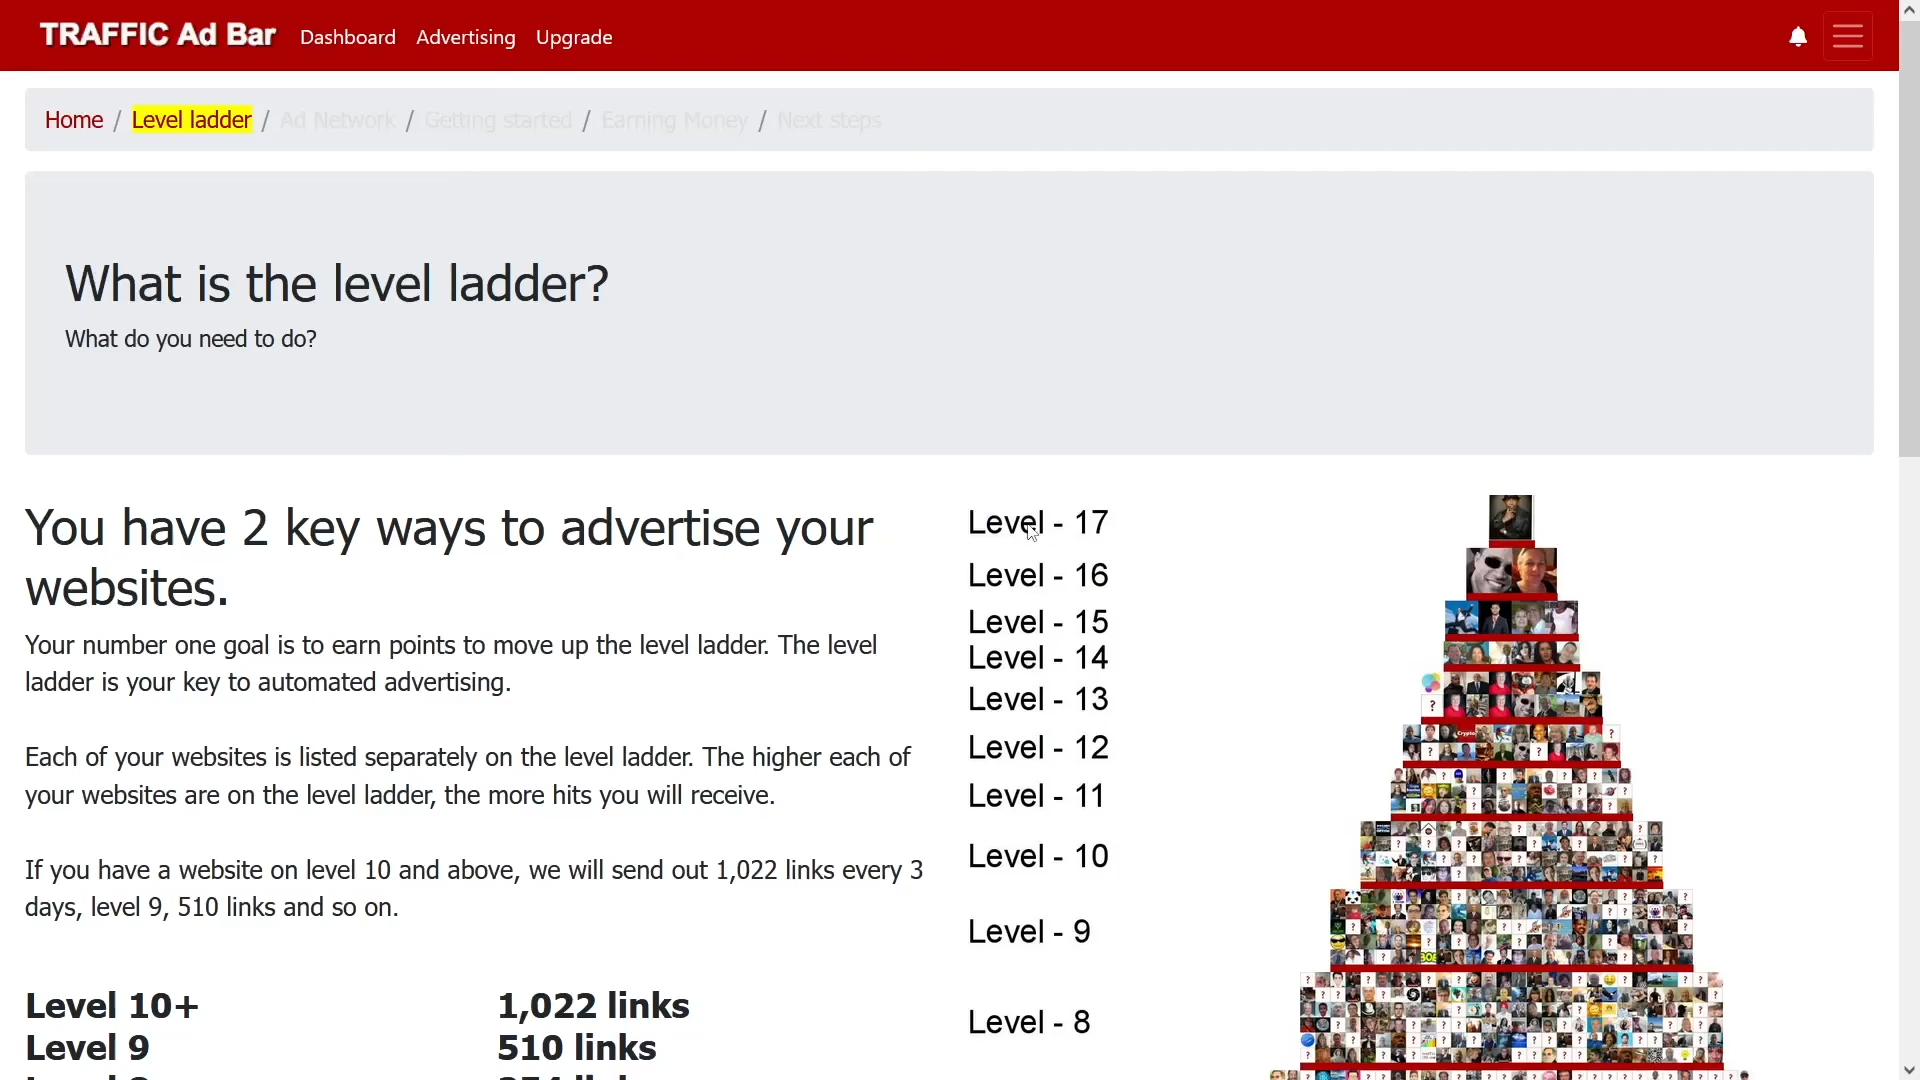 TRAFFIC Ad Bar Dashboard Advertising Upgrade
Home / Level ladder / Ad Network / Getting started / Earning Money / Next steps
What is the level ladder?
What do you need to do?
You have 2 key ways to advertise your
websites.
Your number one goal is to earn points to move up the level ladder. The level
ladder is your key to automated advertising.
Each of your websites is listed separately on the level ladder. The higher each of
your websites are on the level ladder, the more hits you will receive.
If you have a website on level 10 and above, we will send out 1,022 links every 3
days, level 9, 510 links and so on.
Level 10+ 1,022 links
Level 9 510 links
Level - 17
Level - 16
Level - 15
Level - 14
Level - 13
Level - 12
Level - 11
Level - 10
Level - 9
Level - 8